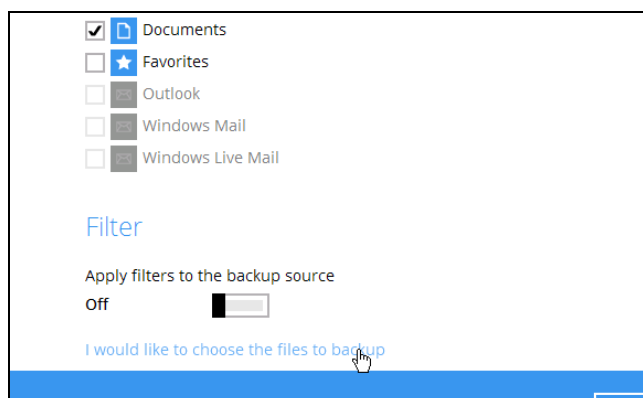 Documents
Favorites
Outlook
Windows Mail
Windows Live Mail
Filter
Apply filters to the backup source
Off
I would like to choose the files to backup